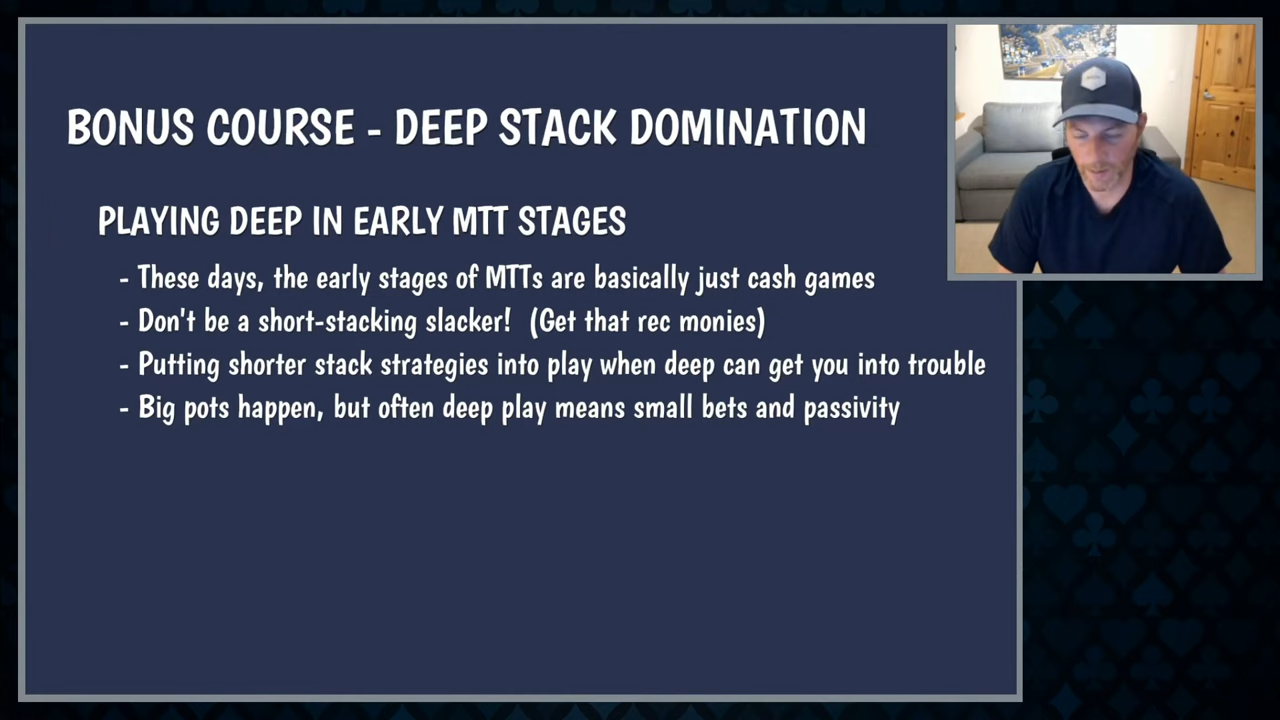 BONUS COURSE - DEEP STACK DOMINATION
PLAYING DEEP IN EARLY MTT STAGES
- These days, the early stages of MTTs are basically just cash games
- Don't be a short-stacking slacker!  (Get that rec monies)
- Putting shorter stack strategies into play when deep can get you into trouble
- Big pots happen, but often deep play means small bets and passivity